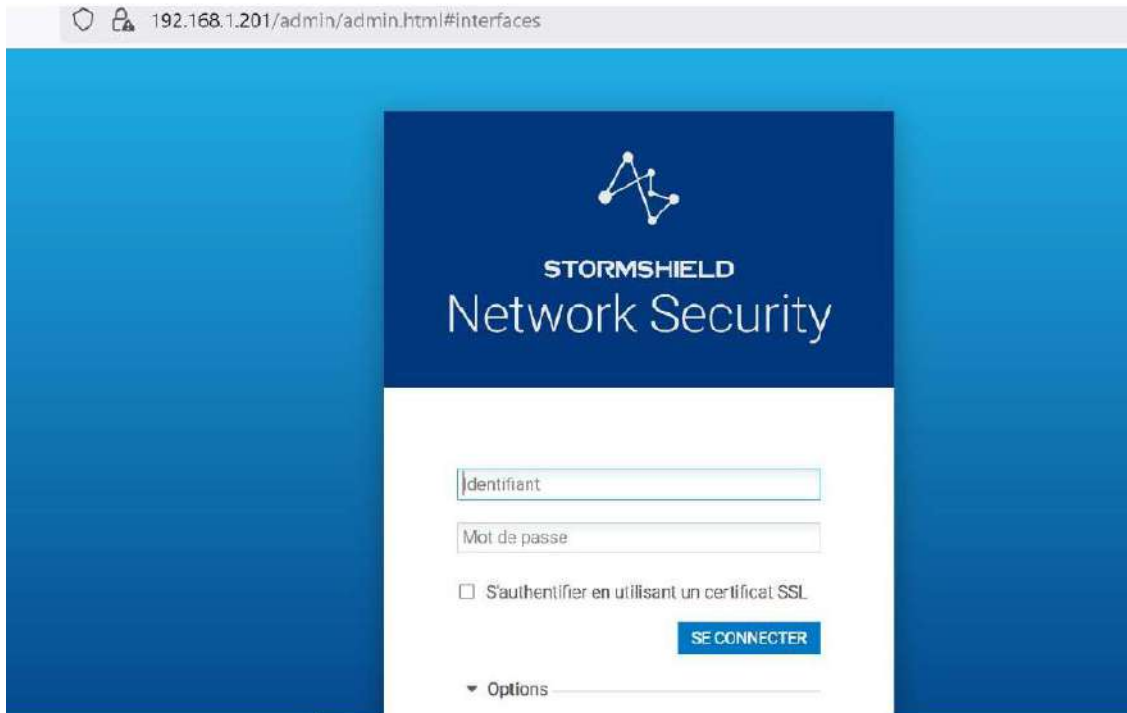 192.168.1.201/admin/admin.html#interfaces
STORMSHIELD
Network Security
Identifiant
Mot de passe
S'authentifier en utilisant un certificat SSL
SE CONNECTER
Options